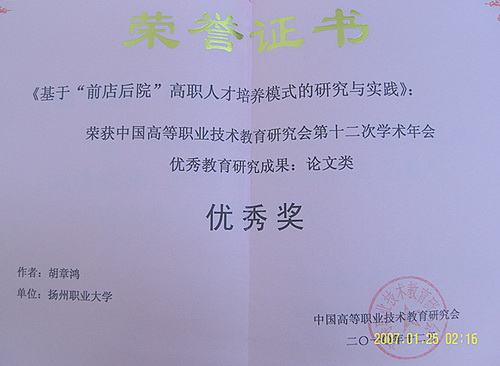 荣誉证书
《基于“前店后院”高职人才培养模式的研究与实践》：
荣获中国高等职业技术教育研究会第十二次学术年会
优秀教育研究成果：论文类
优秀奖
作者：胡章鸿
单位：扬州职业大学
中国高等职业技术教育研究会
二〇一
2007.01.25 02:16